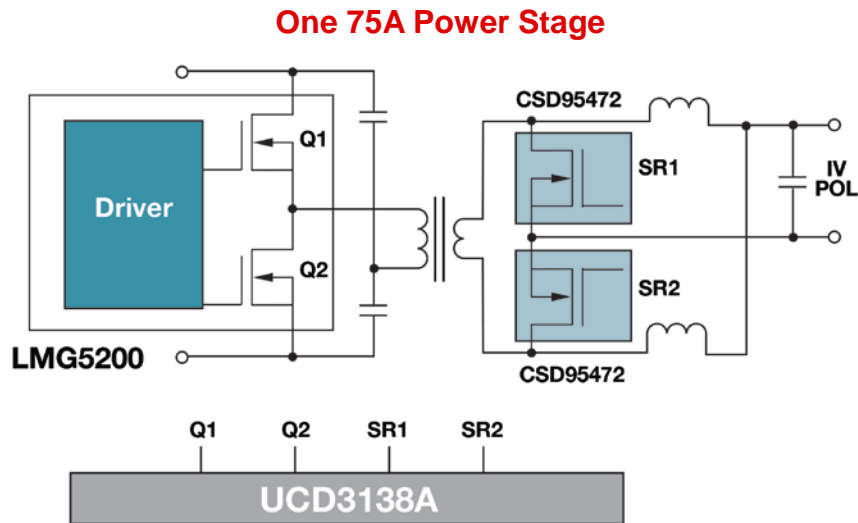 One 75A Power Stage
CSD95472
Q1
SR1
Driver
IV
POL
Q2
SR2
LMG5200
CSD95472
Q1 Q2 SR1 SR2
UCD3138A